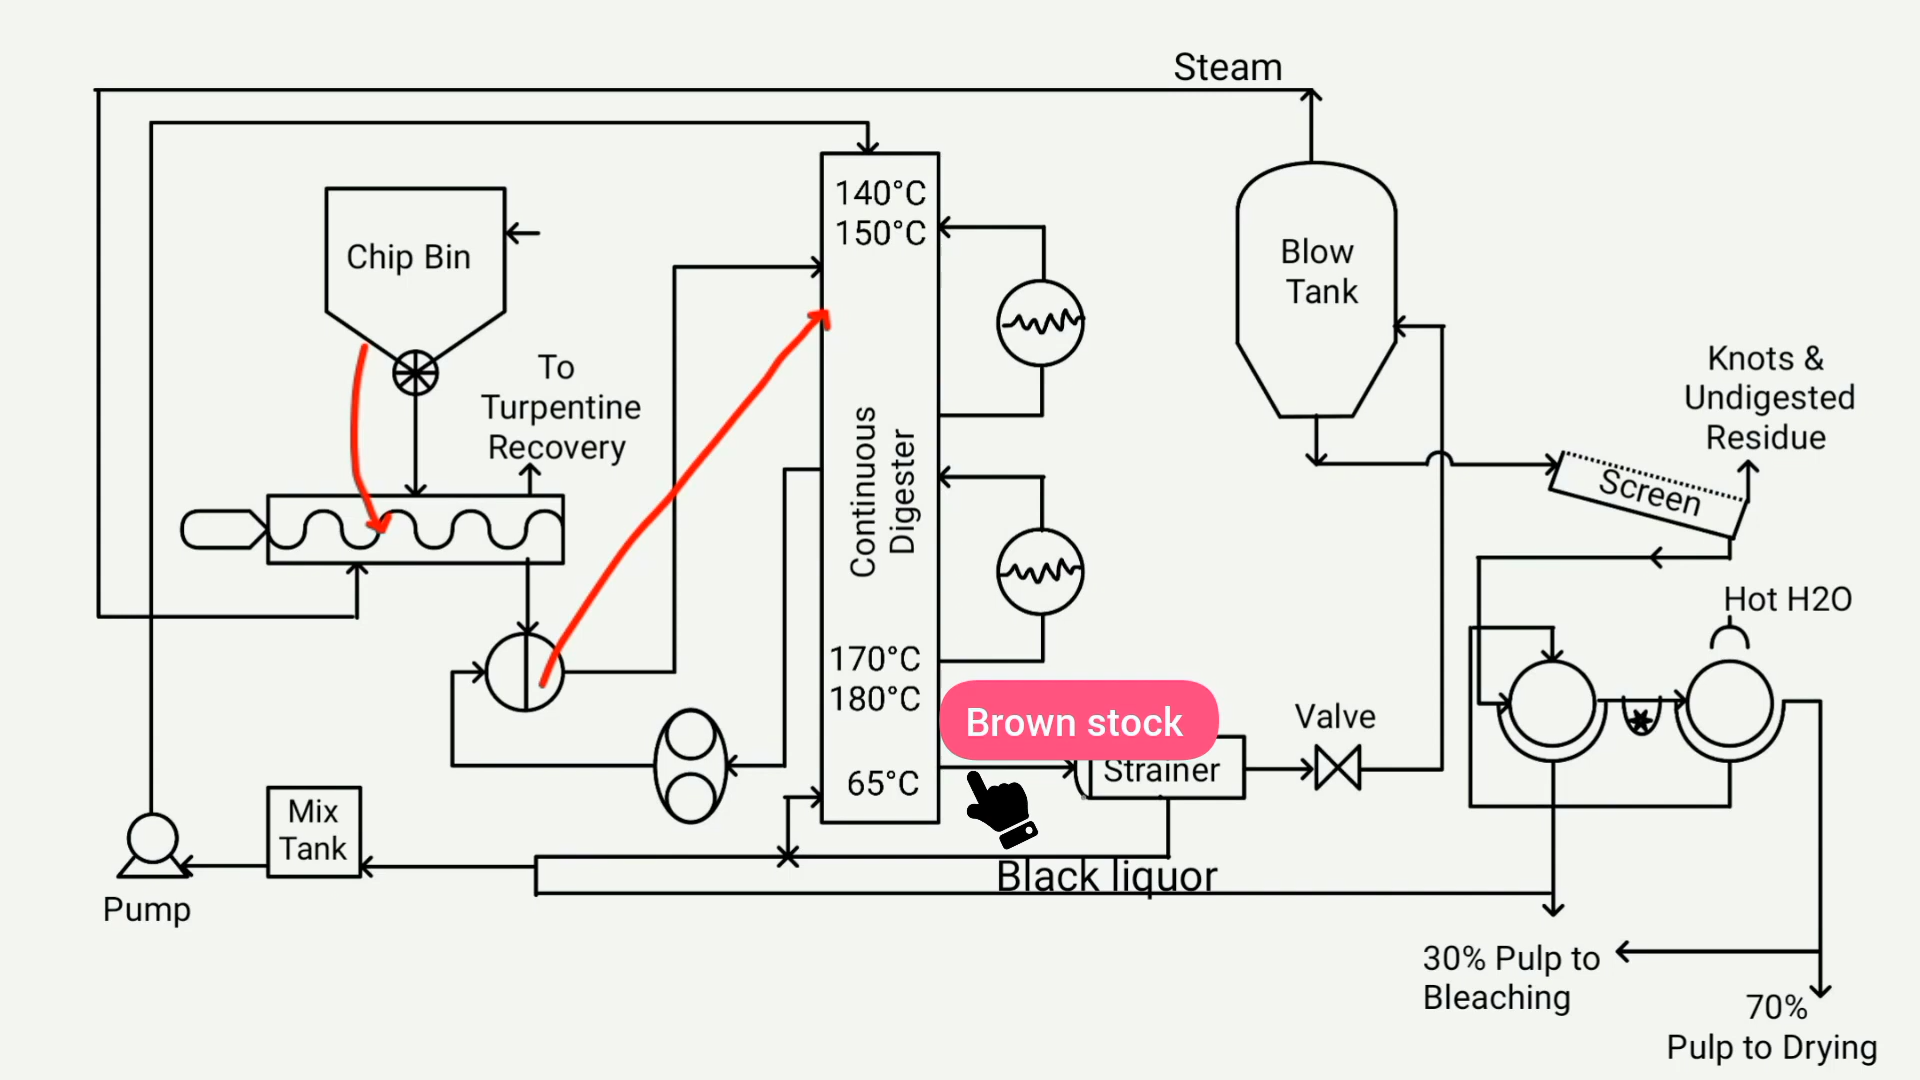 Steam
140°C
150°C
Chip Bin
Blow
Tank
To
Turpentine
Recovery
Knots &
Undigested
Residue
Continuous
Digester
Screen
Hot H2O
170°C
180°C
Brown stock
Valve
65°C
Strainer
Mix
Tank
Black liquor
Pump
30% Pulp to
Bleaching
70%
Pulp to Drying